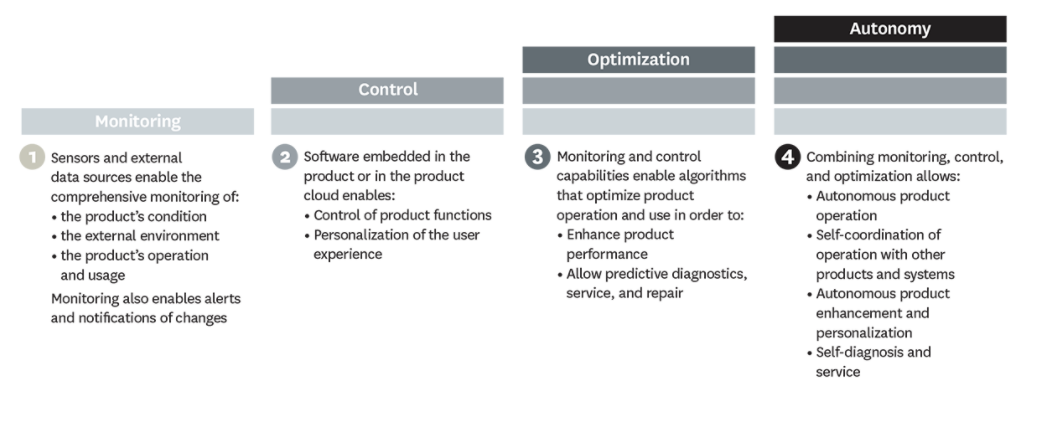 Monitoring
1
Sensors and external
data sources enable the
comprehensive monitoring of:
• the product's condition
• the external environment
• the product's operation
and usage
Monitoring also enables alerts
and notifications of changes
Control
2
Software embedded in the
product or in the product
cloud enables:
• Control of product functions
• Personalization of the user
experience
Optimization
3
Monitoring and control
capabilities enable algorithms
that optimize product
operation and use in order to:
• Enhance product
performance
• Allow predictive diagnostics,
service, and repair
Autonomy
4
Combining monitoring, control,
and optimization allows:
• Autonomous product
operation
• Self-coordination of
operation with other
products and systems
• Autonomous product
enhancement and
personalization
• Self-diagnosis and
service